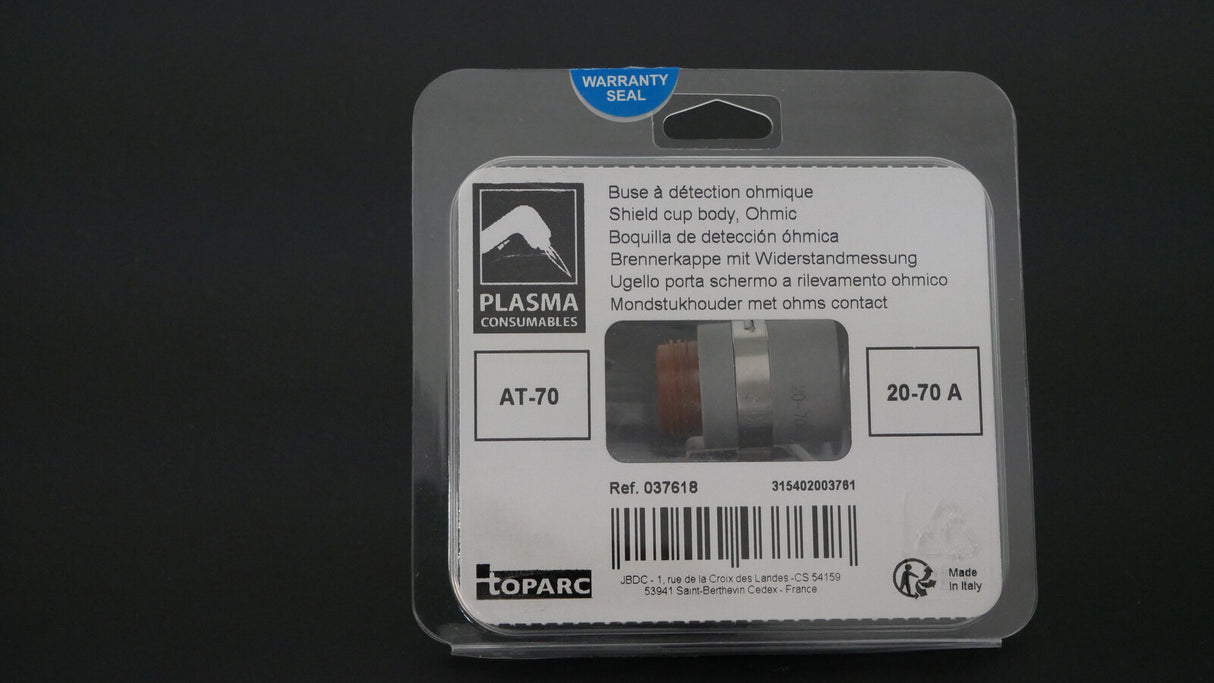 WARRANTY
SEAL
Buse à détection ohmique
Shield cup body, Ohmic
Boquilla de detección óhmica
Brennerkappe mit Widerstandmessung
Ugello porta schermo a rilevamento ohmico
Mondstukhouder met ohms contact
PLASMA
CONSUMABLES
AT-70
20-70 A
20-70
Ref. 037618
315402003761
TOPARC
JBDC - 1, rue de la Croix des Landes -CS 54159
53941 Saint-Berthevin Cedex - France
Made
in Italy